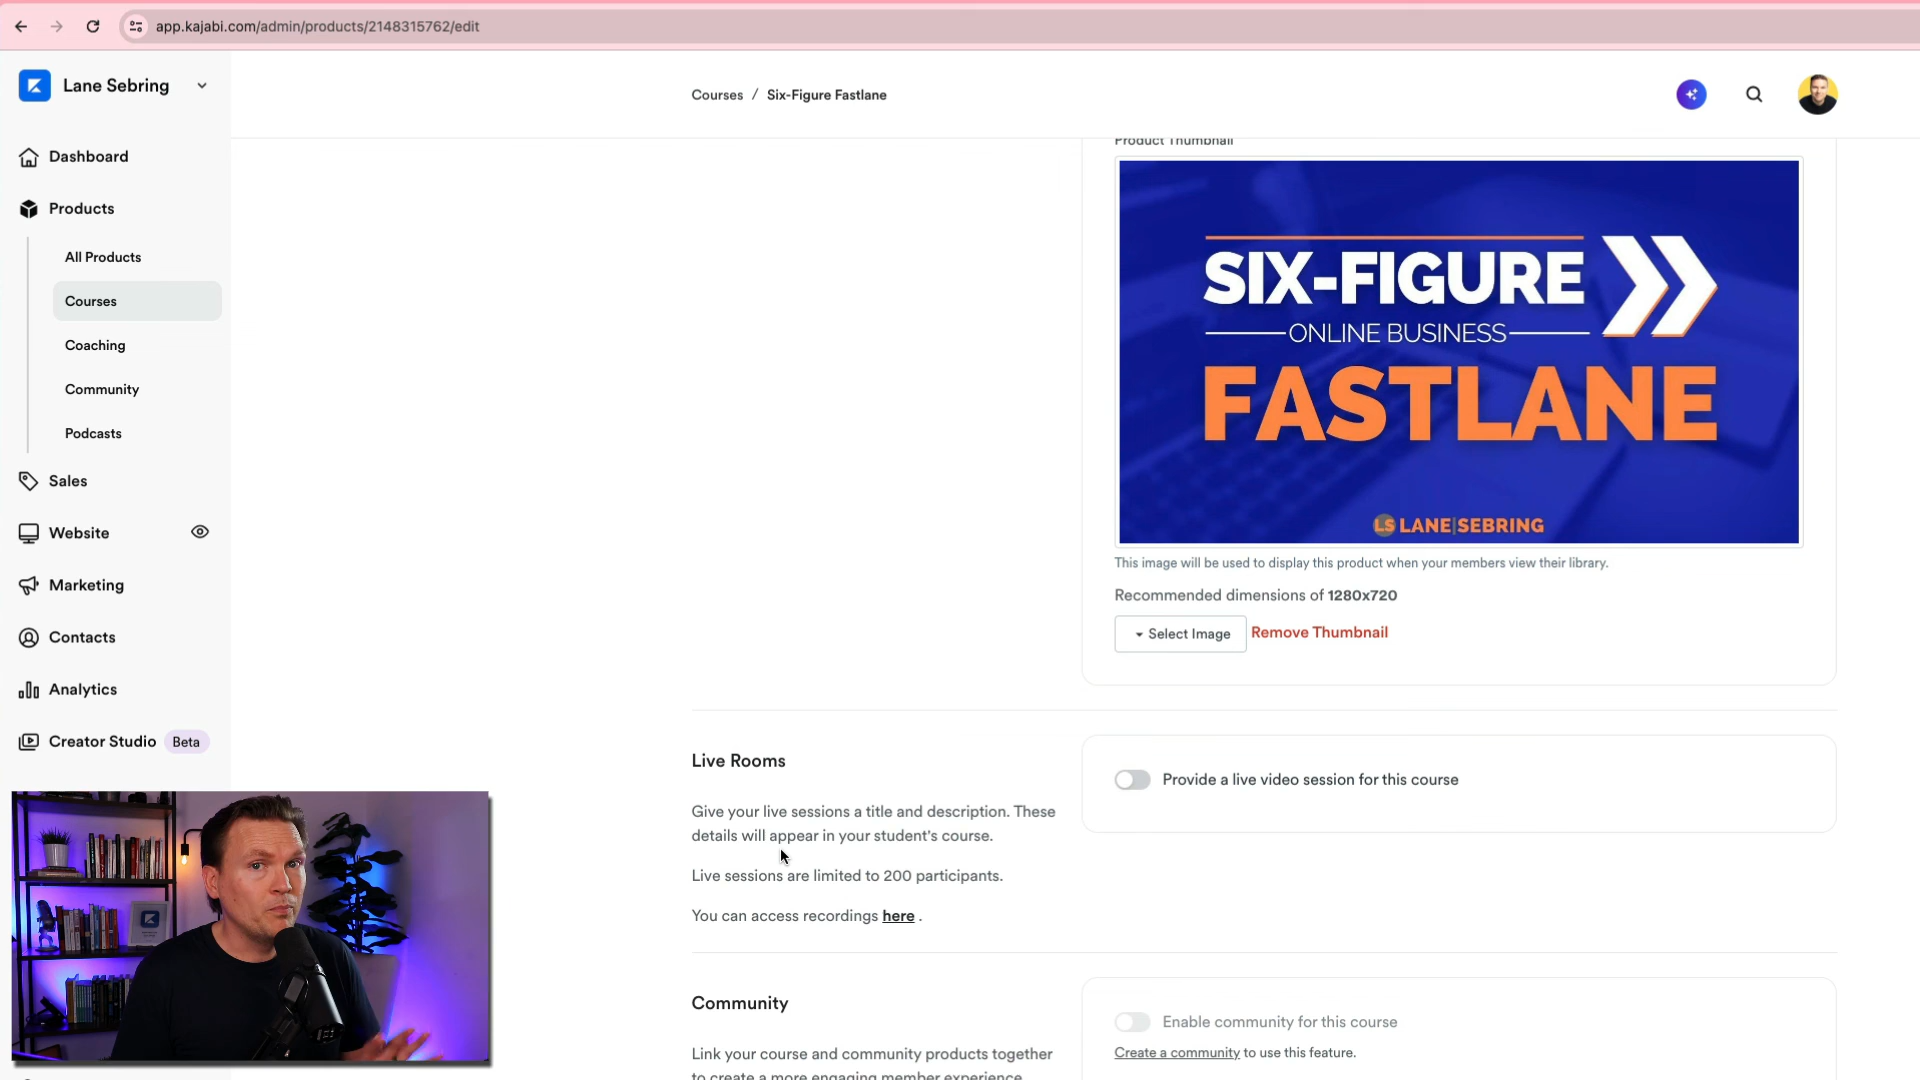 app.kajabi.com/admin/products/2148315762/edit
Lane Sebring
Courses / Six-Figure Fastlane
Dashboard
Products
All Products
Courses
Coaching
Community
Podcasts
Sales
Website
Marketing
Contacts
Analytics
Creator Studio Beta
Product Thumbnail
SIX-FIGURE
ONLINE BUSINESS
FASTLANE
LS LANE|SEBRING
This image will be used to display this product when your members view their library.
Recommended dimensions of 1280x720
Select Image Remove Thumbnail
Live Rooms
Give your live sessions a title and description. These
details will appear in your student's course.
Live sessions are limited to 200 participants.
You can access recordings here .
Provide a live video session for this course
Community
Link your course and community products together
to create a more engaging member experience
Enable community for this course
Create a community to use this feature.